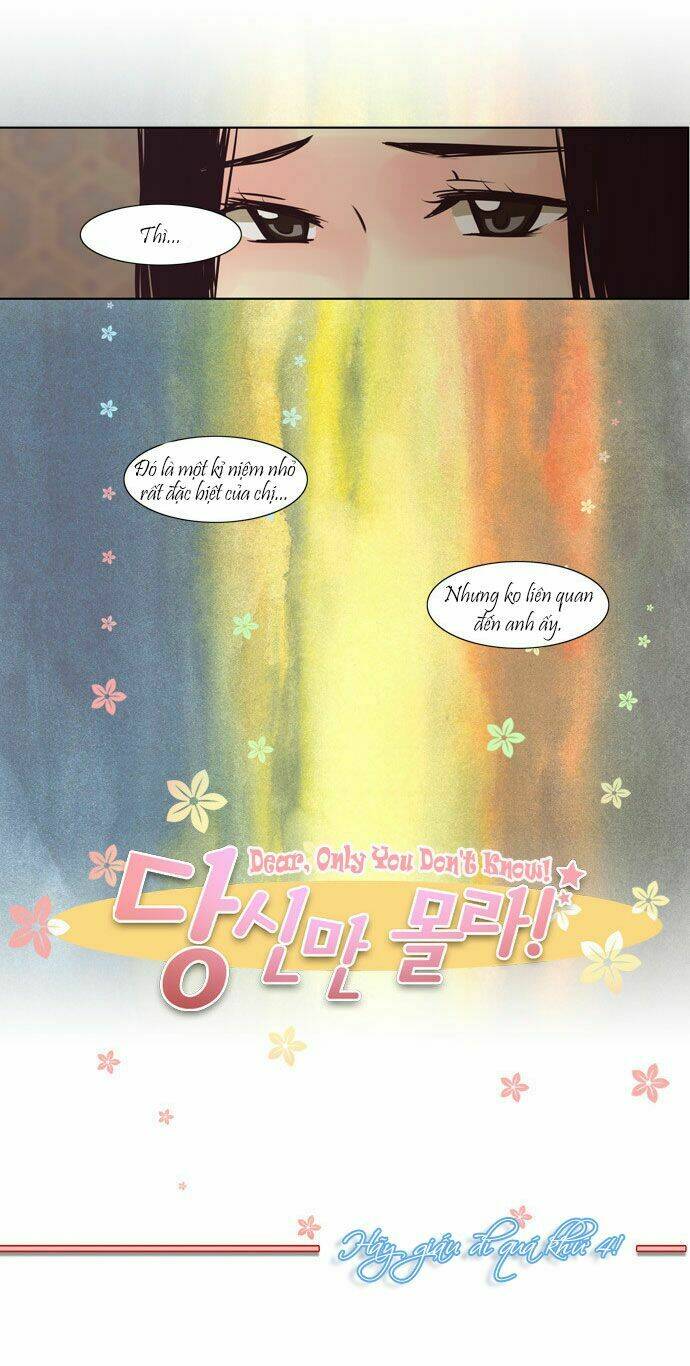 Thì...
Đó là một kỉ niệm nhỏ
rất đặc biệt của chị...
Nhưng ko liên quan
đến anh ấy.
Dear, Only You Don't Know!
당신만 몰라!
Hãy giấu đi quá khứ 4!